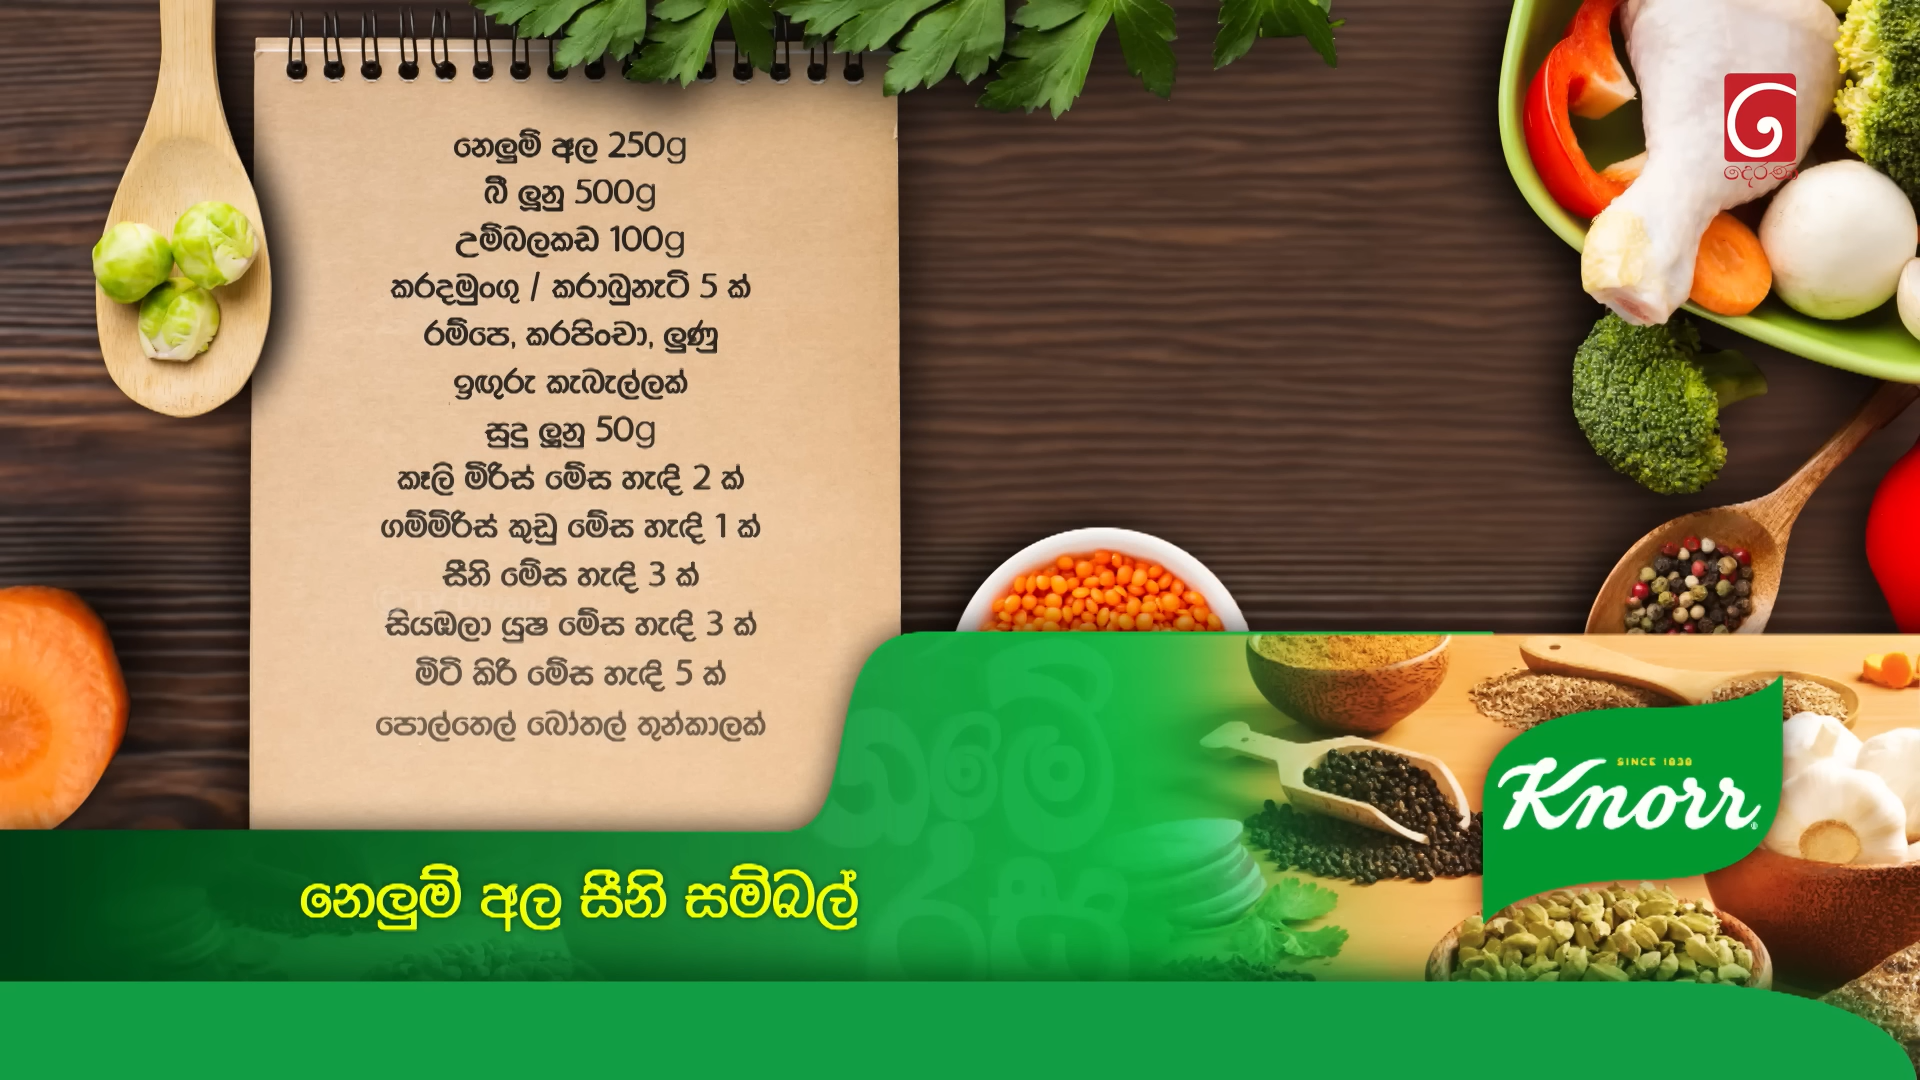 නෙලුම් අල 250g
බී ලූනු 500g
උම්බලකඩ 100g
කරදමුංගු / කරාබුනැටි 5 ක්
රම්පෙ, කරපිංචා, ලුණු
ඉඟුරු කැබැල්ලක්
සුදු ලූනු 50g
කෑලි මිරිස් මේස හැඳි 2 ක්
ගම්මිරිස් කුඩු මේස හැඳි 1 ක්
සීනි මේස හැඳි 3 ක්
සියඹලා යුෂ මේස හැඳි 3 ක්
මිටි කිරි මේස හැඳි 5 ක්
පොල්තෙල් බෝතල් තුන්කාලක්
නෙලුම් අල සීනි සම්බල්
දෙරණ
SINCE 1838
Knorr